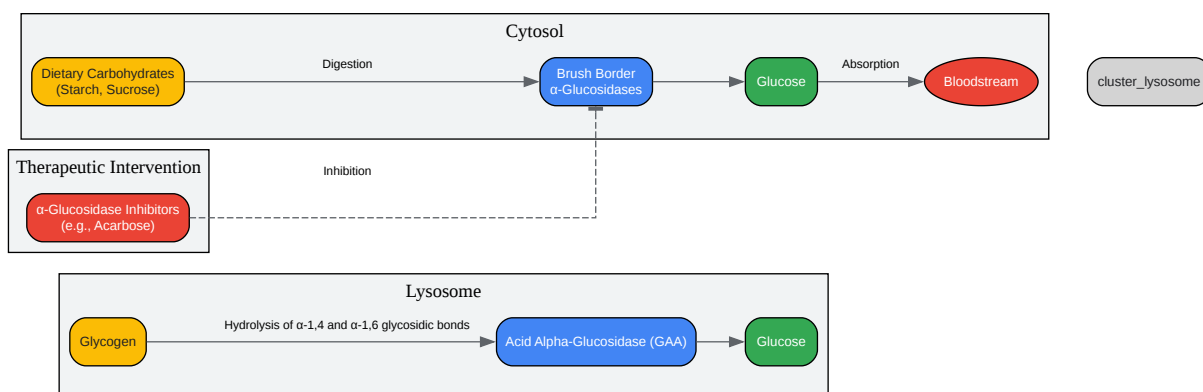 Cytosol
Dietary Carbohydrates
(Starch, Sucrose)
Digestion
Brush Border
α-Glucosidases
Glucose
Absorption
Bloodstream
cluster_lysosome
Therapeutic Intervention
Inhibition
α-Glucosidase Inhibitors
(e.g., Acarbose)
Lysosome
Glycogen
Hydrolysis of α-1,4 and α-1,6 glycosidic bonds
Acid Alpha-Glucosidase (GAA)
Glucose